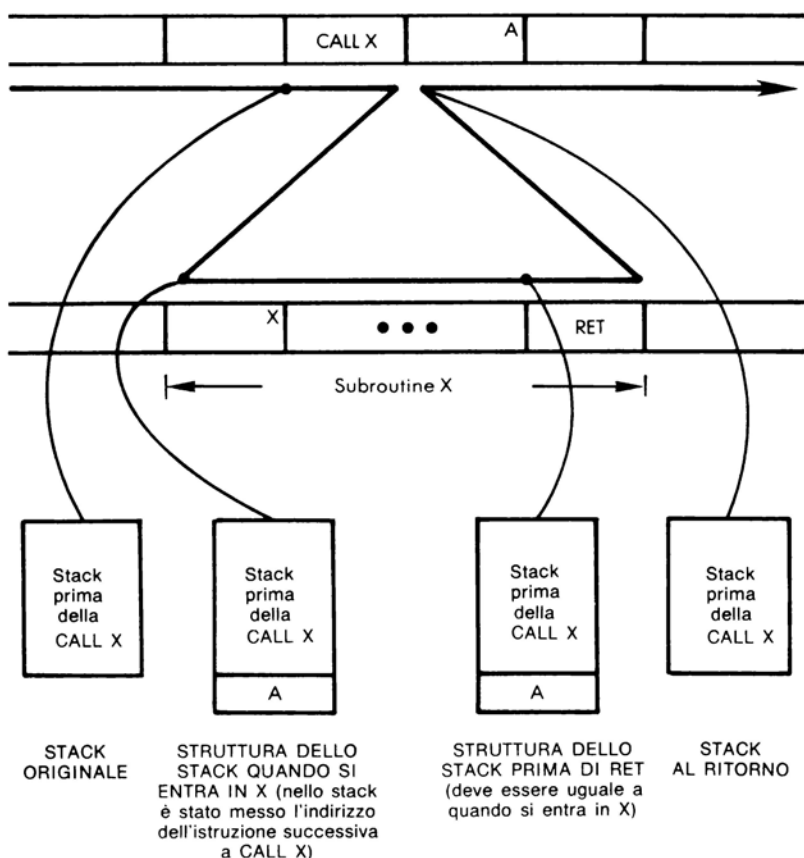 CALL X
A
X
• • •
RET
Subroutine X
Stack
prima
della
CALL X
A
STACK
ORIGINALE
Stack
prima
della
CALL X
A
STRUTTURA DELLO
STACK QUANDO SI
ENTRA IN X (nello stack
è stato messo l'indirizzo
dell'istruzione successiva
a CALL X)
Stack
prima
della
CALL X
STRUTTURA DELLO
STACK PRIMA DI RET
(deve essere uguale a
quando si entra in X)
Stack
prima
della
CALL X
STACK
AL RITORNO